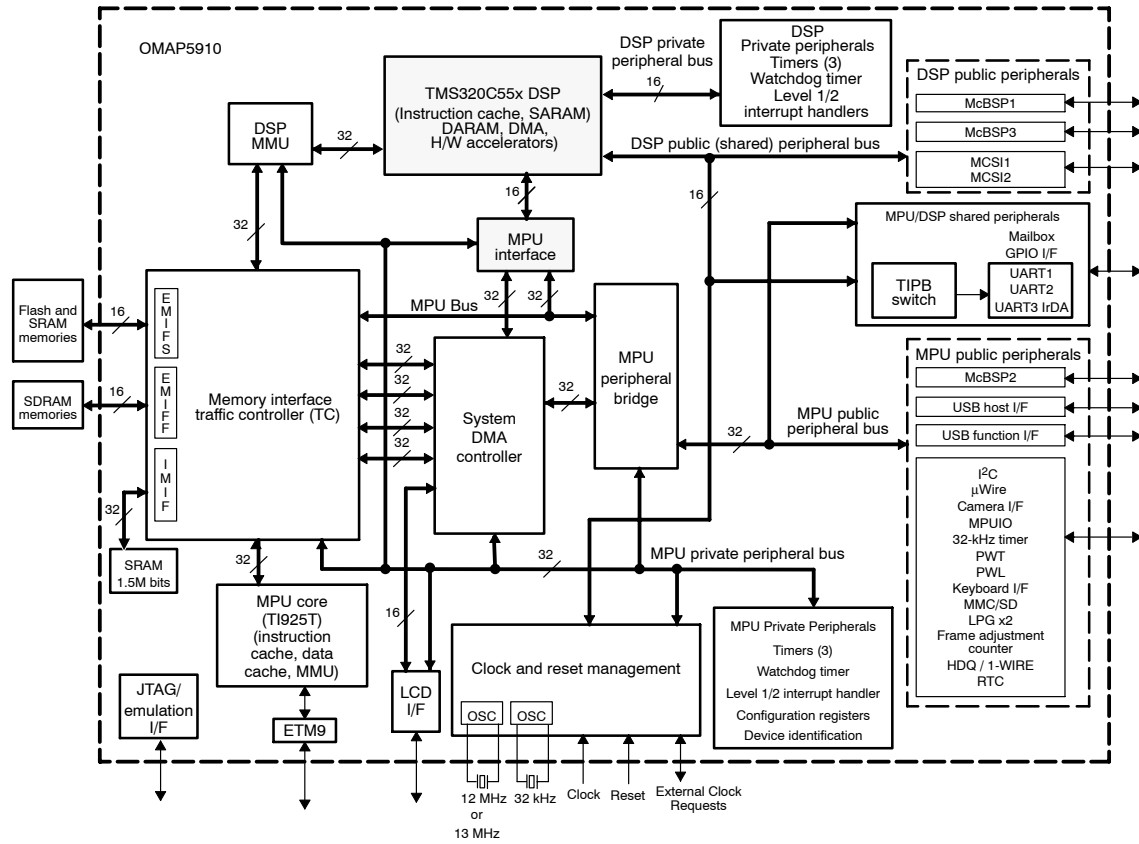 OMAP5910
TMS320C55x DSP
(Instruction cache, SARAM)
DARAM, DMA,
H/W accelerators)
DSP private
peripheral bus
16
DSP
Private peripherals
Timers (3)
Watchdog timer
Level 1/2
interrupt handlers
DSP public peripherals
McBSP1
McBSP3
MCSI1
MCSI2
DSP
MMU
32
DSP public (shared) peripheral bus
16
16
32
MPU
interface
MPU/DSP shared peripherals
Mailbox
GPIO I/F
TIPB
switch
UART1
UART2
UART3 IrDA
Flash and
SRAM
memories
16
SDRAM
memories
16
E
M
I
F
S
E
M
I
F
F
I
M
I
F
Memory interface
traffic controller (TC)
MPU Bus
32
32
32
32
32
32
System
DMA
controller
32
MPU
peripheral
bridge
32
MPU public
peripheral bus
MPU public peripherals
McBSP2
USB host I/F
USB function I/F
I2C
μWire
Camera I/F
MPUIO
32-kHz timer
PWT
PWL
Keyboard I/F
MMC/SD
LPG x2
Frame adjustment
counter
HDQ / 1-WIRE
RTC
32
SRAM
1.5M bits
32
MPU core
(TI925T)
(instruction
cache, data
cache, MMU)
32
MPU private peripheral bus
16
JTAG/
emulation
I/F
ETM9
LCD
I/F
Clock and reset management
OSC
OSC
MPU Private Peripherals
Timers (3)
Watchdog timer
Level 1/2 interrupt handler
Configuration registers
Device identification
12 MHz
or
13 MHz
32 kHz
Clock
Reset
External Clock
Requests